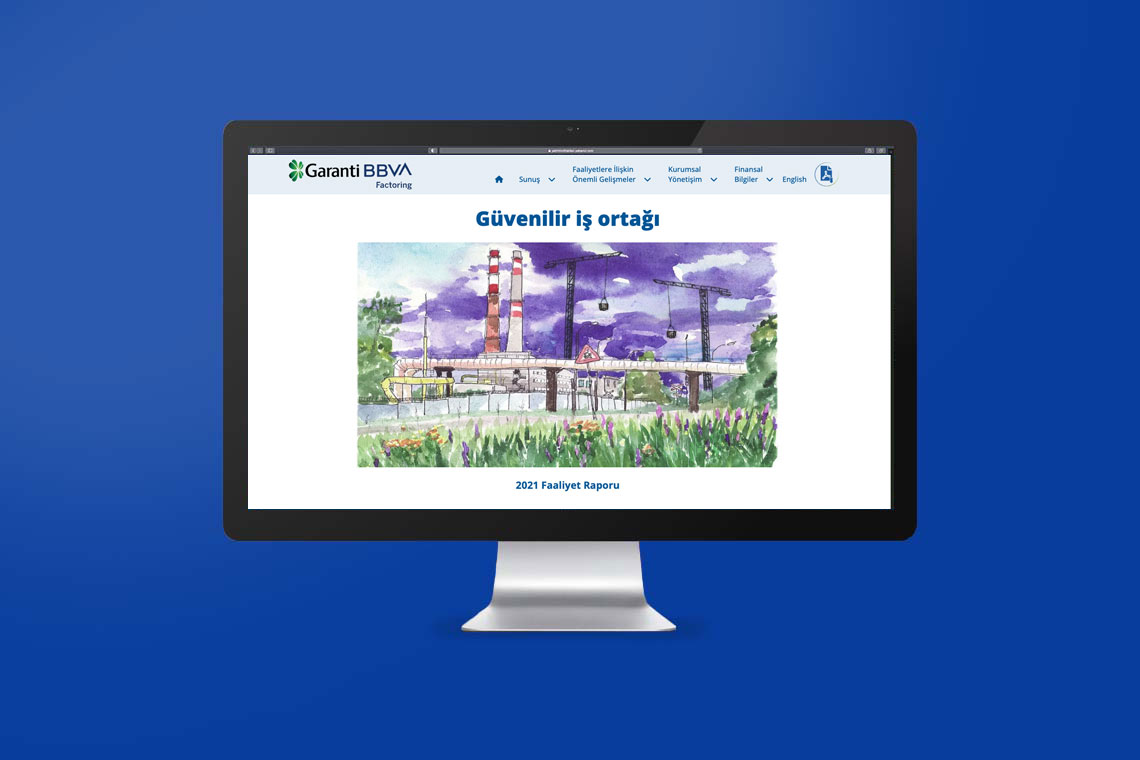 Garanti BBVA
Factoring
Sunuş
Faaliyetlere İlişkin
Önemli Gelişmeler
Kurumsal
Yönetişim
Finansal
Bilgiler
English
Güvenilir iş ortağı
2021 Faaliyet Raporu